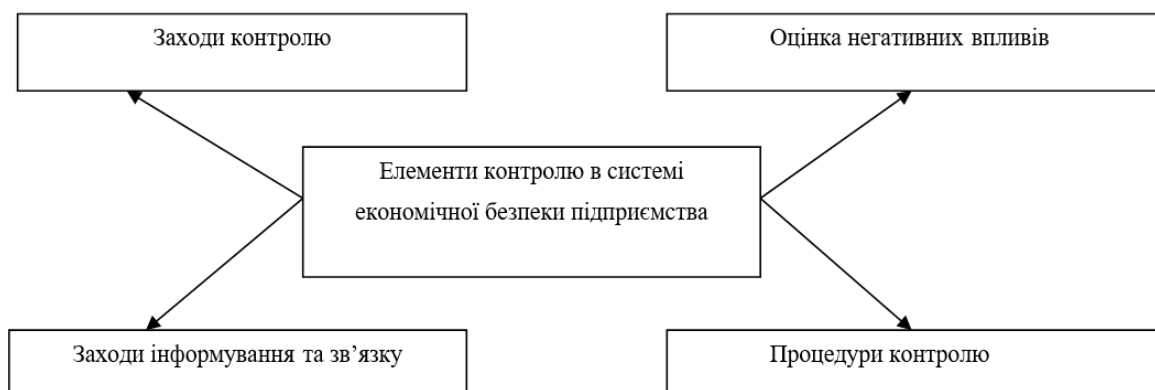 Заходи контролю
Оцінка негативних впливів
Елементи контролю в системі
економічної безпеки підприємства
Заходи інформування та зв’язку
Процедури контролю